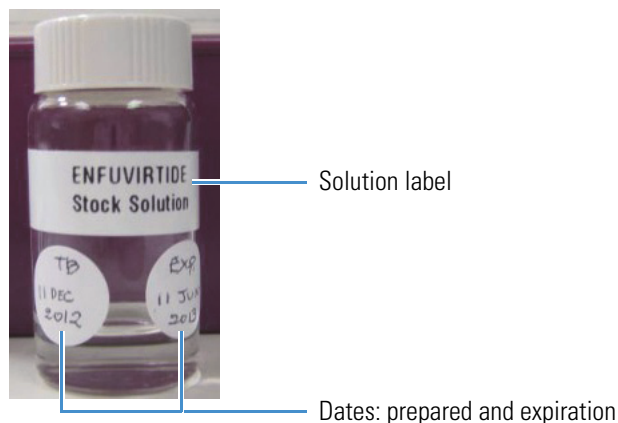 ENFUVIRTIDE
Stock Solution
Solution label
TB
11 DEC
2012
EXP.
11 JUN
2013
Dates: prepared and expiration